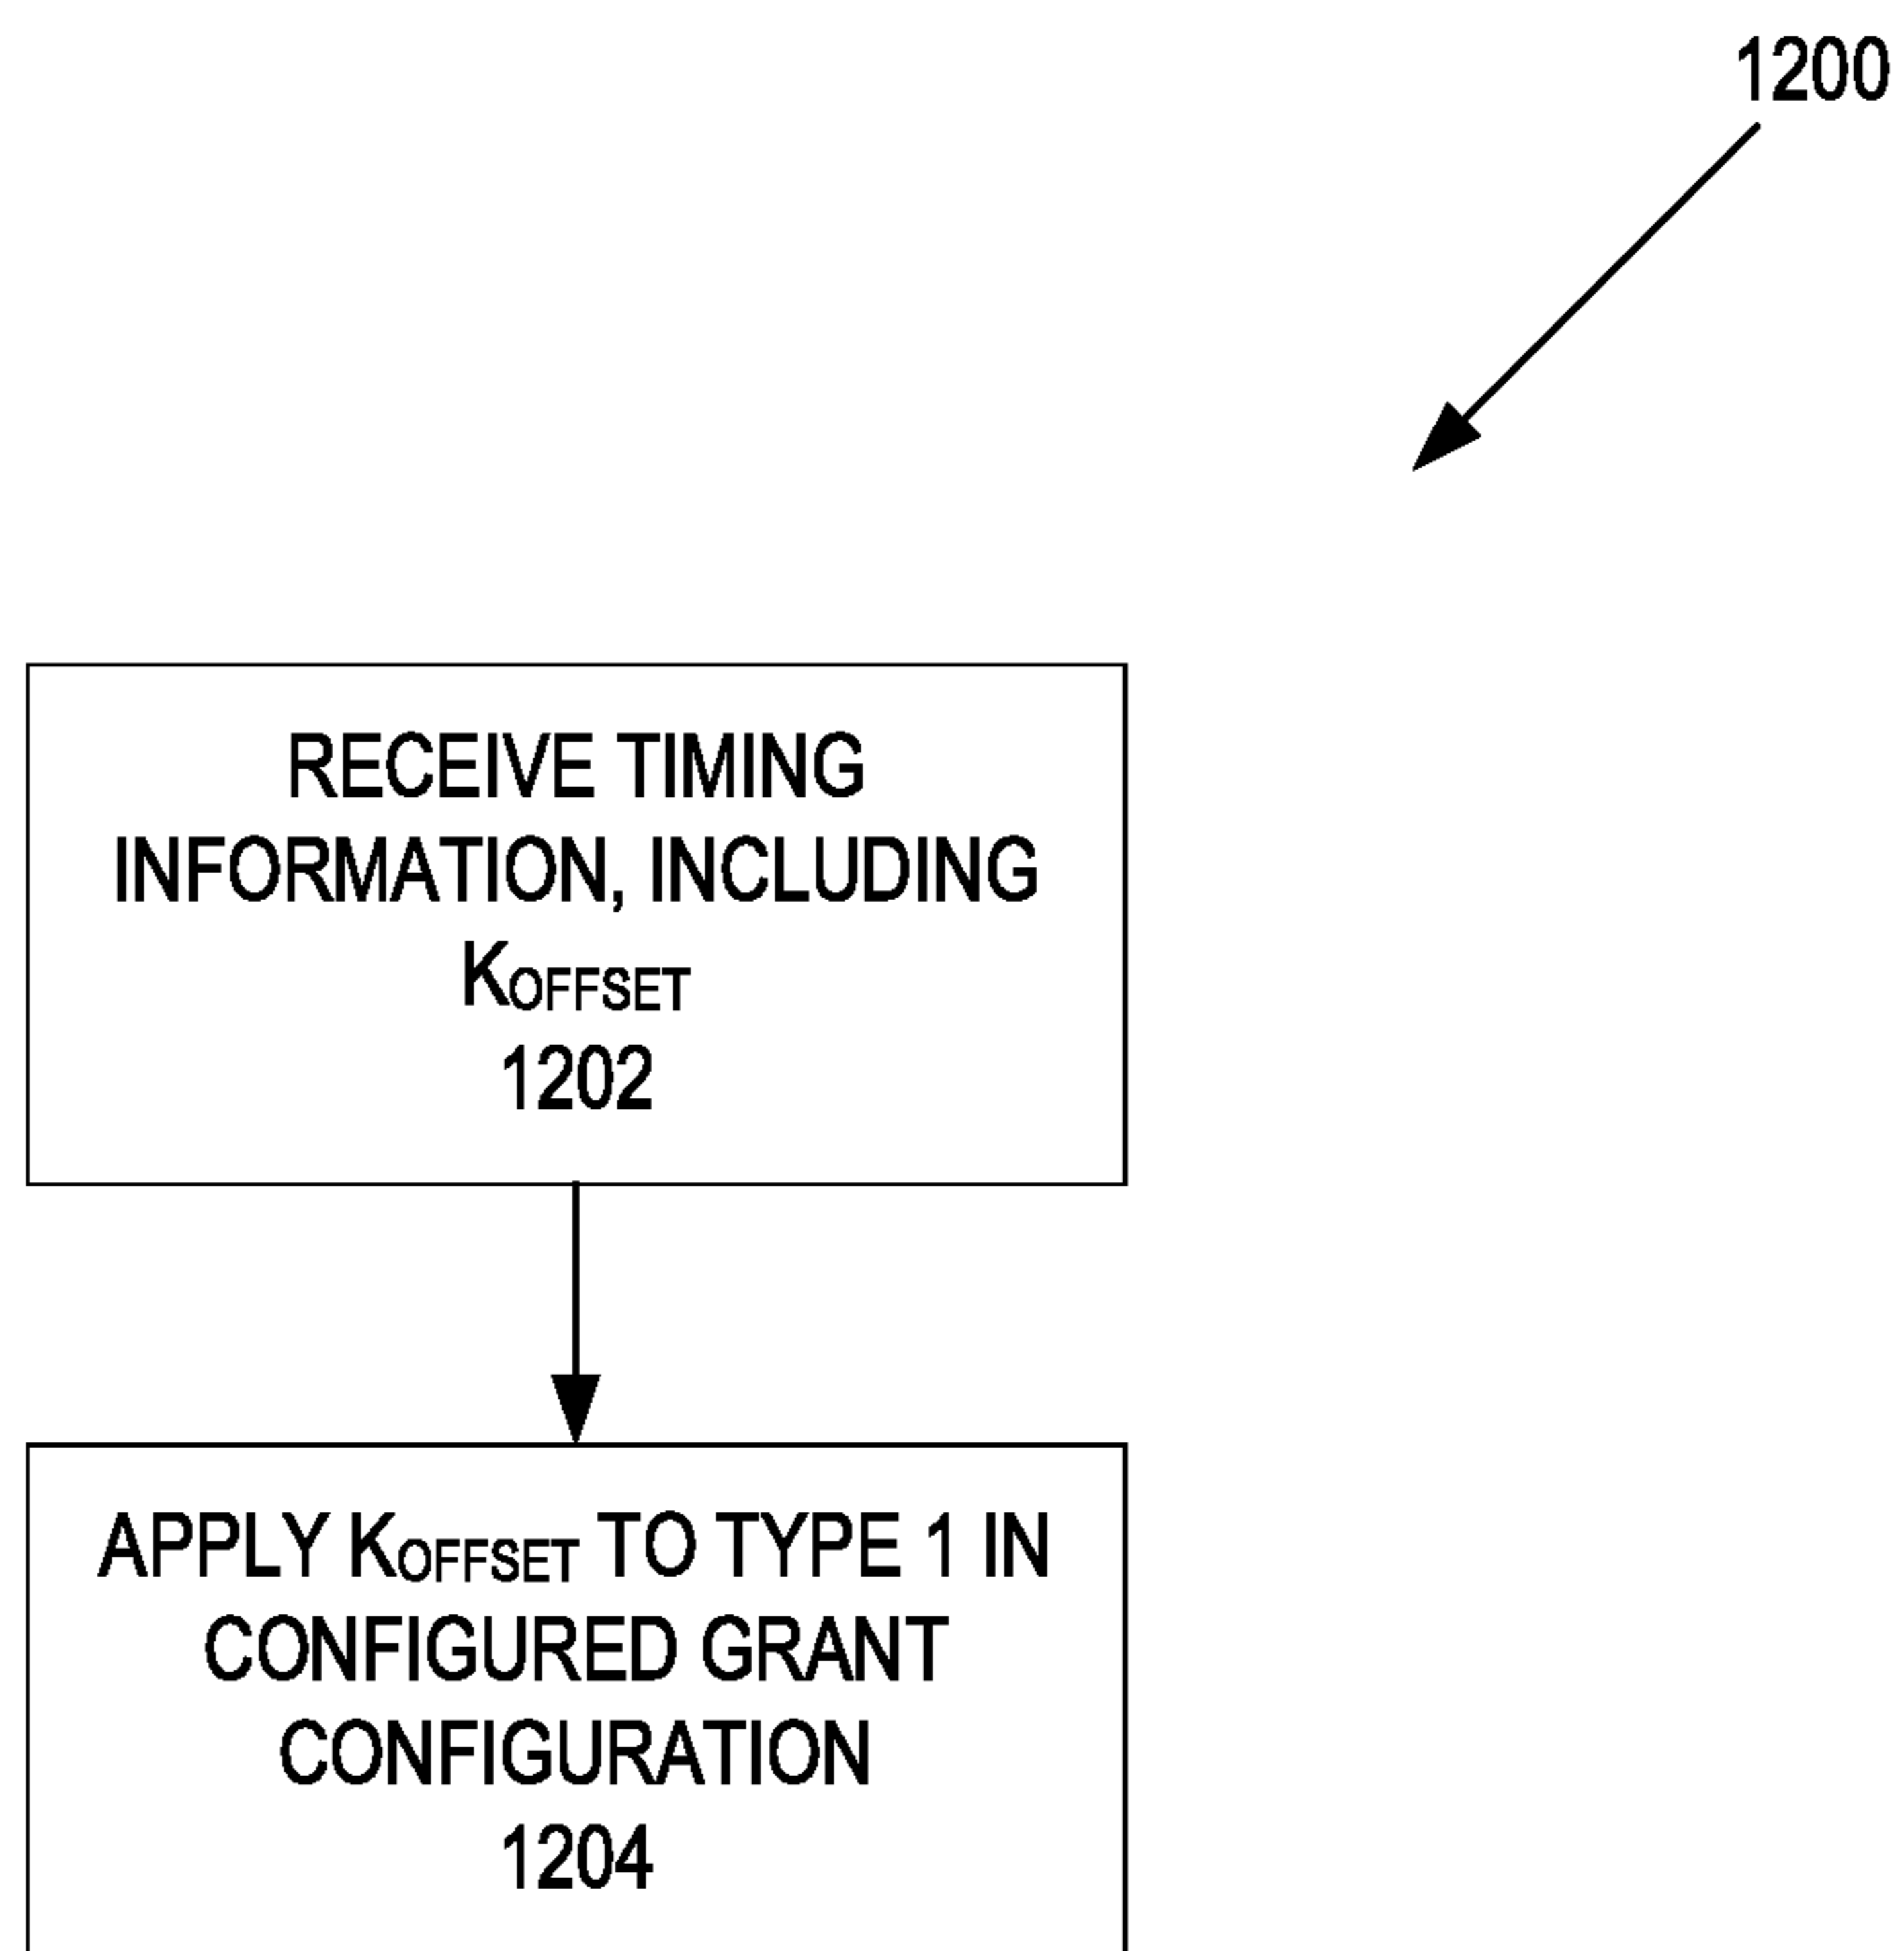 1200
RECEIVE TIMING
INFORMATION, INCLUDING
KOFFSET
1202
APPLY KOFFSET TO TYPE 1 IN
CONFIGURED GRANT
CONFIGURATION
1204